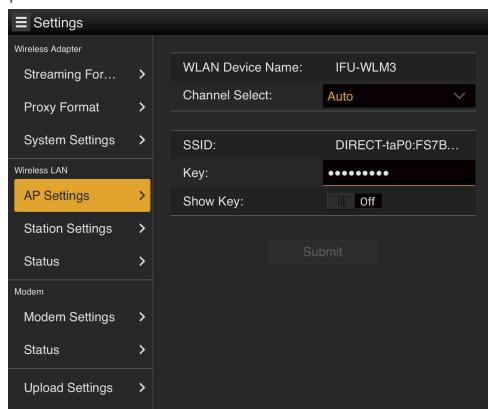 Settings
Wireless Adapter
Streaming For...
Proxy Format
System Settings
Wireless LAN
AP Settings
Station Settings
Status
Modem
Modem Settings
Status
Upload Settings
WLAN Device Name: IFU-WLM3
Channel Select: Auto
SSID: DIRECT-taP0:FS7B...
Key: •••••••••
Show Key: Off
Submit